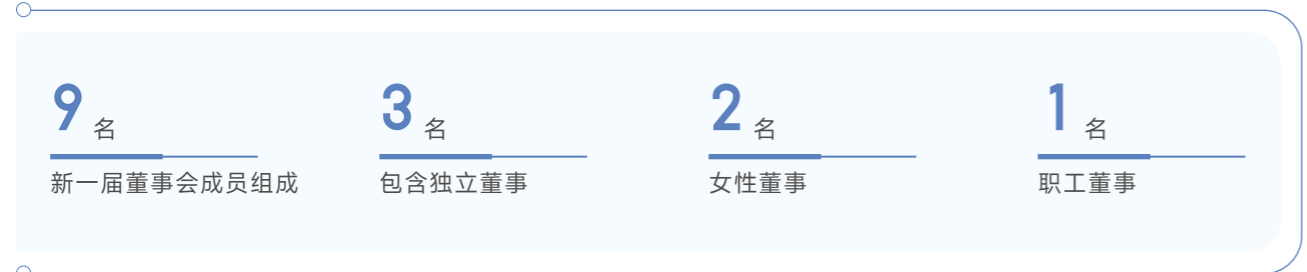 9 名
新一届董事会成员组成
3 名
包含独立董事
2 名
女性董事
1 名
职工董事